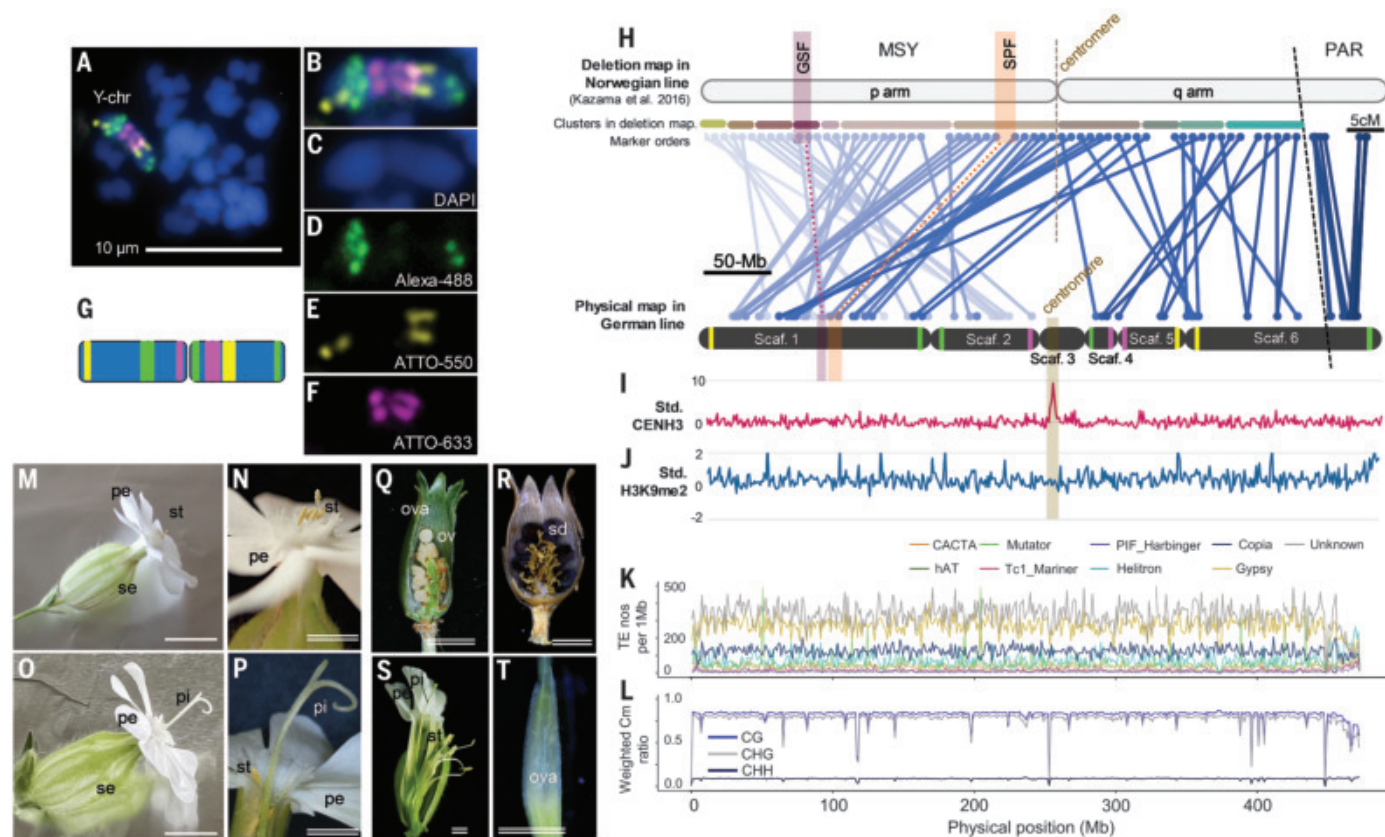 A
Y-chr
10 µm
B
C
DAPI
D
Alexa-488
E
ATTO-550
F
ATTO-633
G
H
Deletion map in
Norwegian line
(Kazama et al. 2016)
GSF
MSY
SPF
centromere
PAR
p arm
q arm
Clusters in deletion map.
Marker orders
5cM
50-Mb
centromere
Physical map in
German line
Scaf. 1
Scaf. 2
Scaf. 3
Scaf. 4
Scaf. 5
Scaf. 6
I
Std.
CENH3
10
0
J
Std.
H3K9me2
2
0
-2
CACTA
Mutator
PIF_Harbinger
Copia
Unknown
hAT
Tc1_Mariner
Helitron
Gypsy
K
TE nos
per 1Mb
500
200
0
L
Weighted Cm
ratio
1.0
0.5
0.0
CG
CHG
CHH
0
100
200
300
400
Physical position (Mb)
M
pe
st
se
N
st
pe
O
pi
pe
se
P
pi
st
pe
Q
ova
ov
R
sd
S
pi
pe
st
T
ova